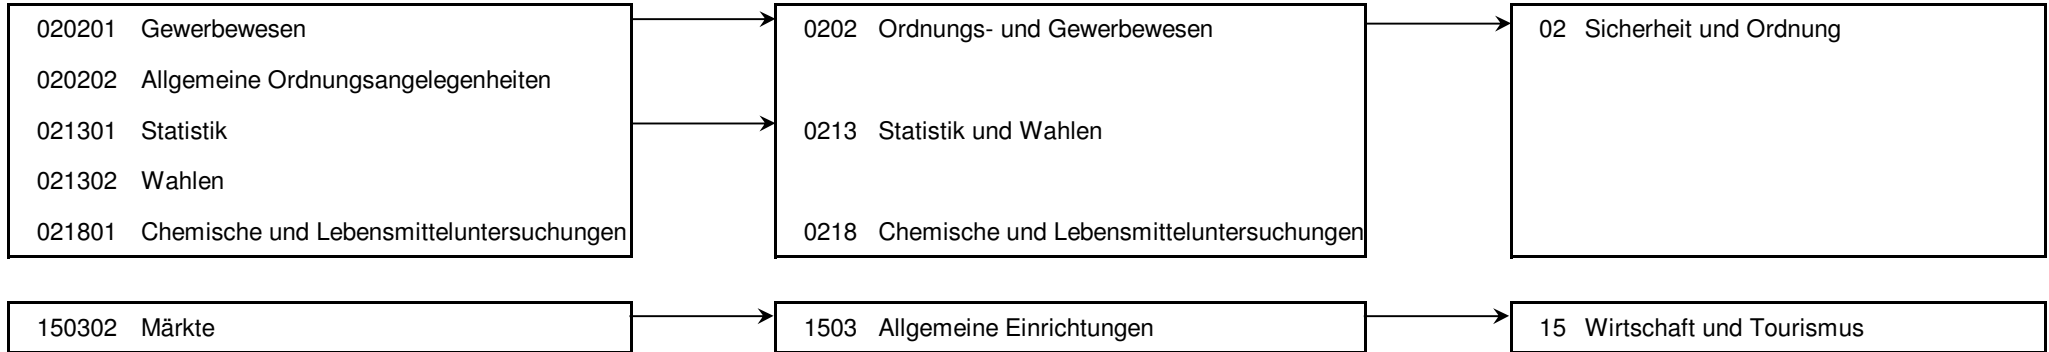 020201 Gewerbewesen 0202 Ordnungs- und Gewerbewesen 02 Sicherheit und Ordnung
020202 Allgemeine Ordnungsangelegenheiten
021301 Statistik 0213 Statistik und Wahlen
021302 Wahlen
021801 Chemische und Lebensmitteluntersuchungen 0218 Chemische und Lebensmitteluntersuchungen
150302 Märkte 1503 Allgemeine Einrichtungen 15 Wirtschaft und Tourismus